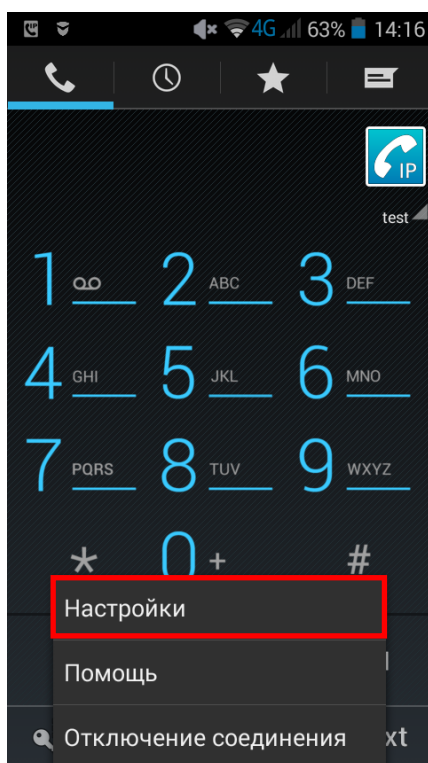 4G 63% 14:16
IP
test
1 2 ABC 3 DEF
4 GHI 5 JKL 6 MNO
7 PQRS 8 TUV 9 WXYZ
* 0 + #
Настройки
Помощь
Отключение соединения
xt